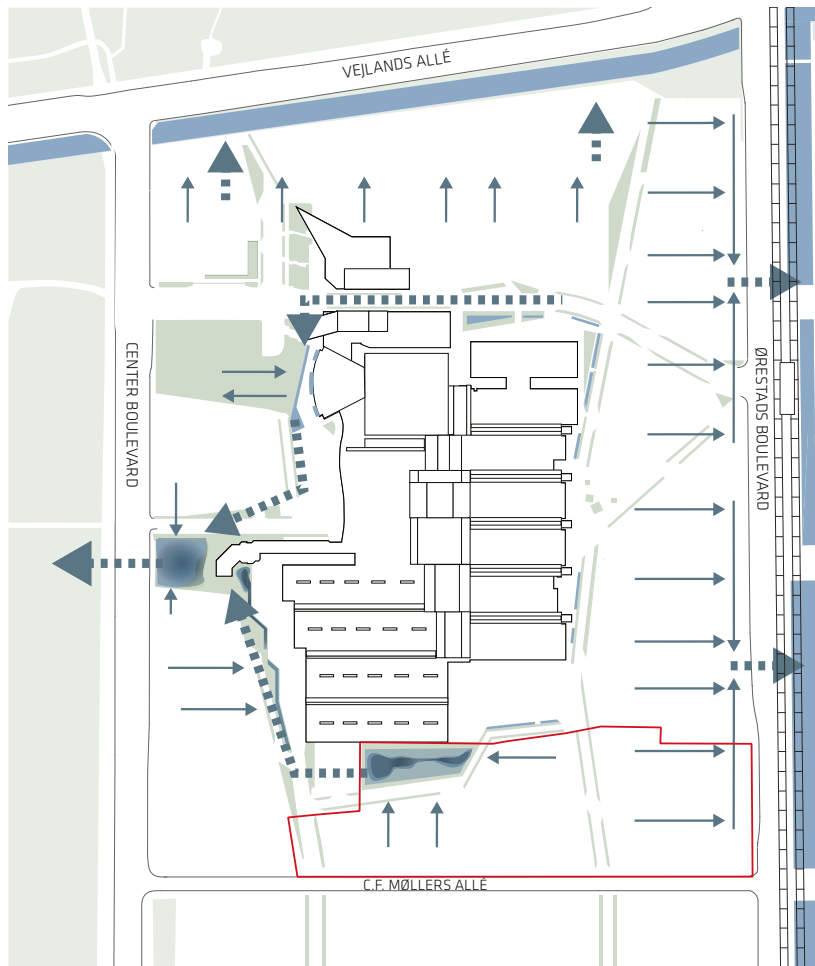 VEJLANDS ALLÉ
CENTER BOULEVARD
ØRESTADS BOULEVARD
C.F. MØLLERS ALLÉ